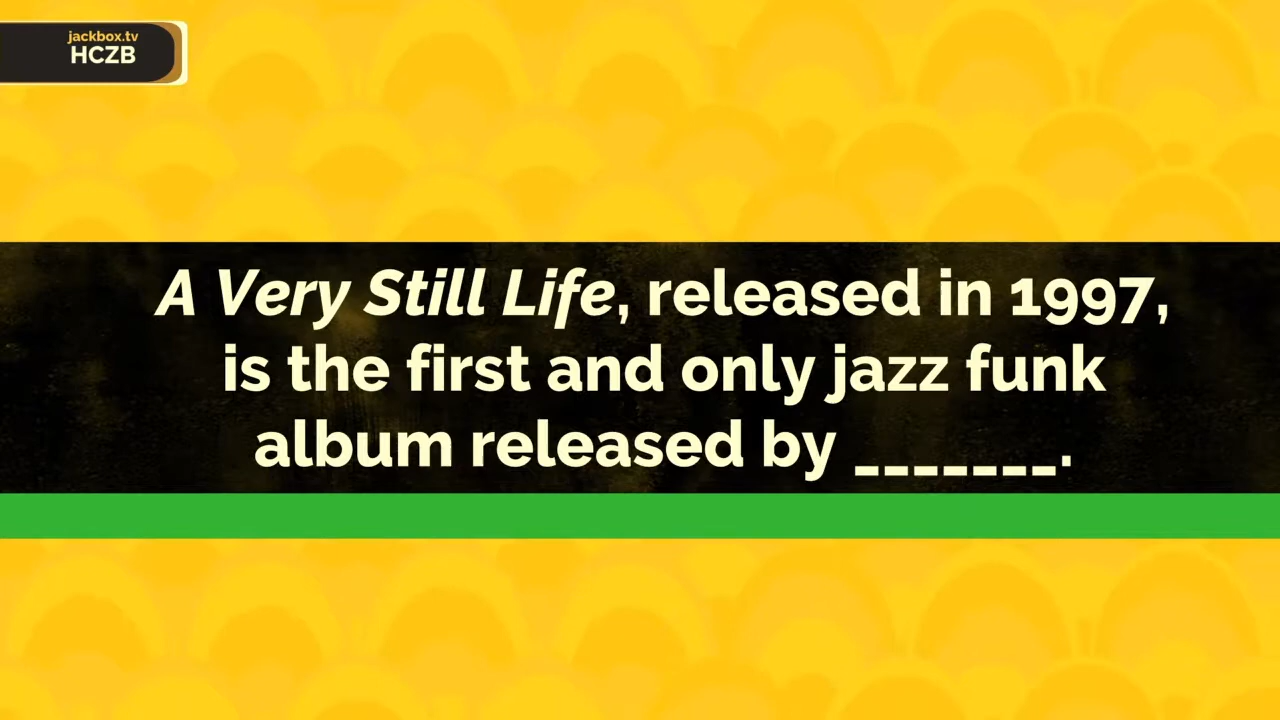 jackbox.tv
HCZB
A Very Still Life, released in 1997,
is the first and only jazz funk
album released by _______.